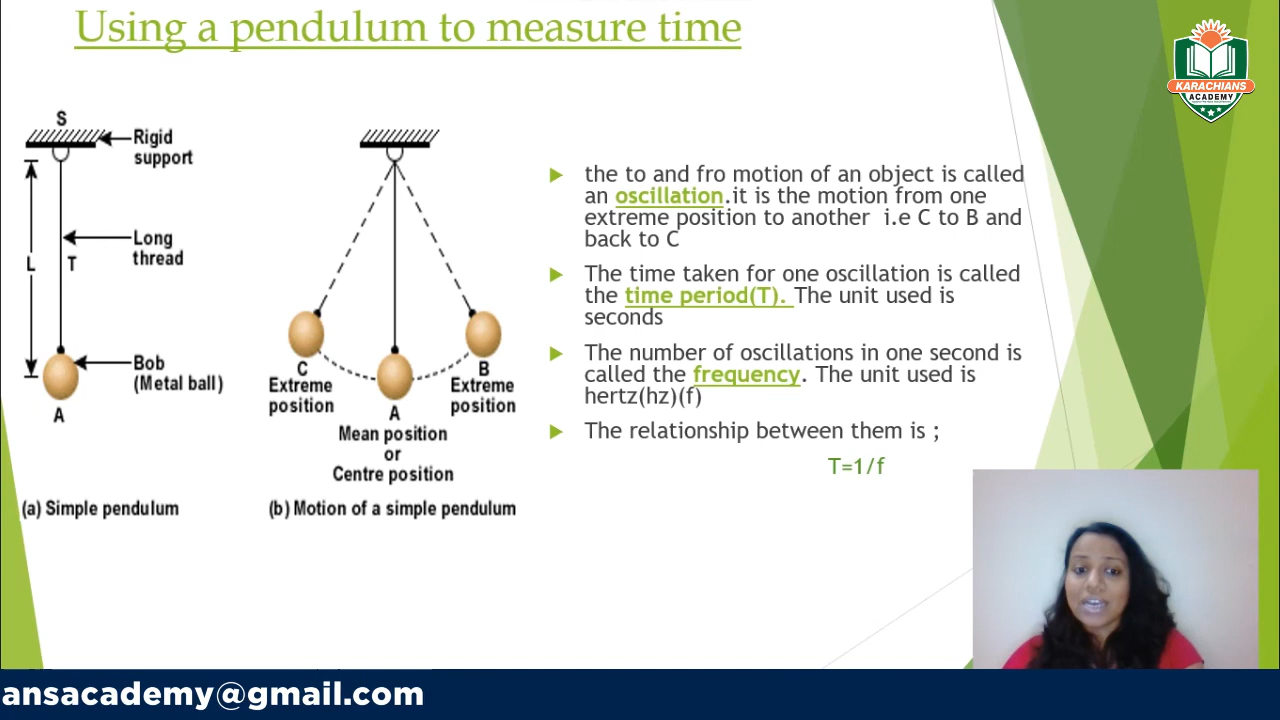 Using a pendulum to measure time
KARACHIANS
ACADEMY
S
Rigid
support
Long
thread
L
T
Bob
(Metal ball)
A
(a) Simple pendulum
C
Extreme
position
B
Extreme
position
A
Mean position
or
Centre position
(b) Motion of a simple pendulum
the to and fro motion of an object is called
an oscillation.it is the motion from one
extreme position to another i.e C to B and
back to C
The time taken for one oscillation is called
the time period(T). The unit used is
seconds
The number of oscillations in one second is
called the frequency. The unit used is
hertz(hz)(f)
The relationship between them is ;
T=1/f
ansacademy@gmail.com